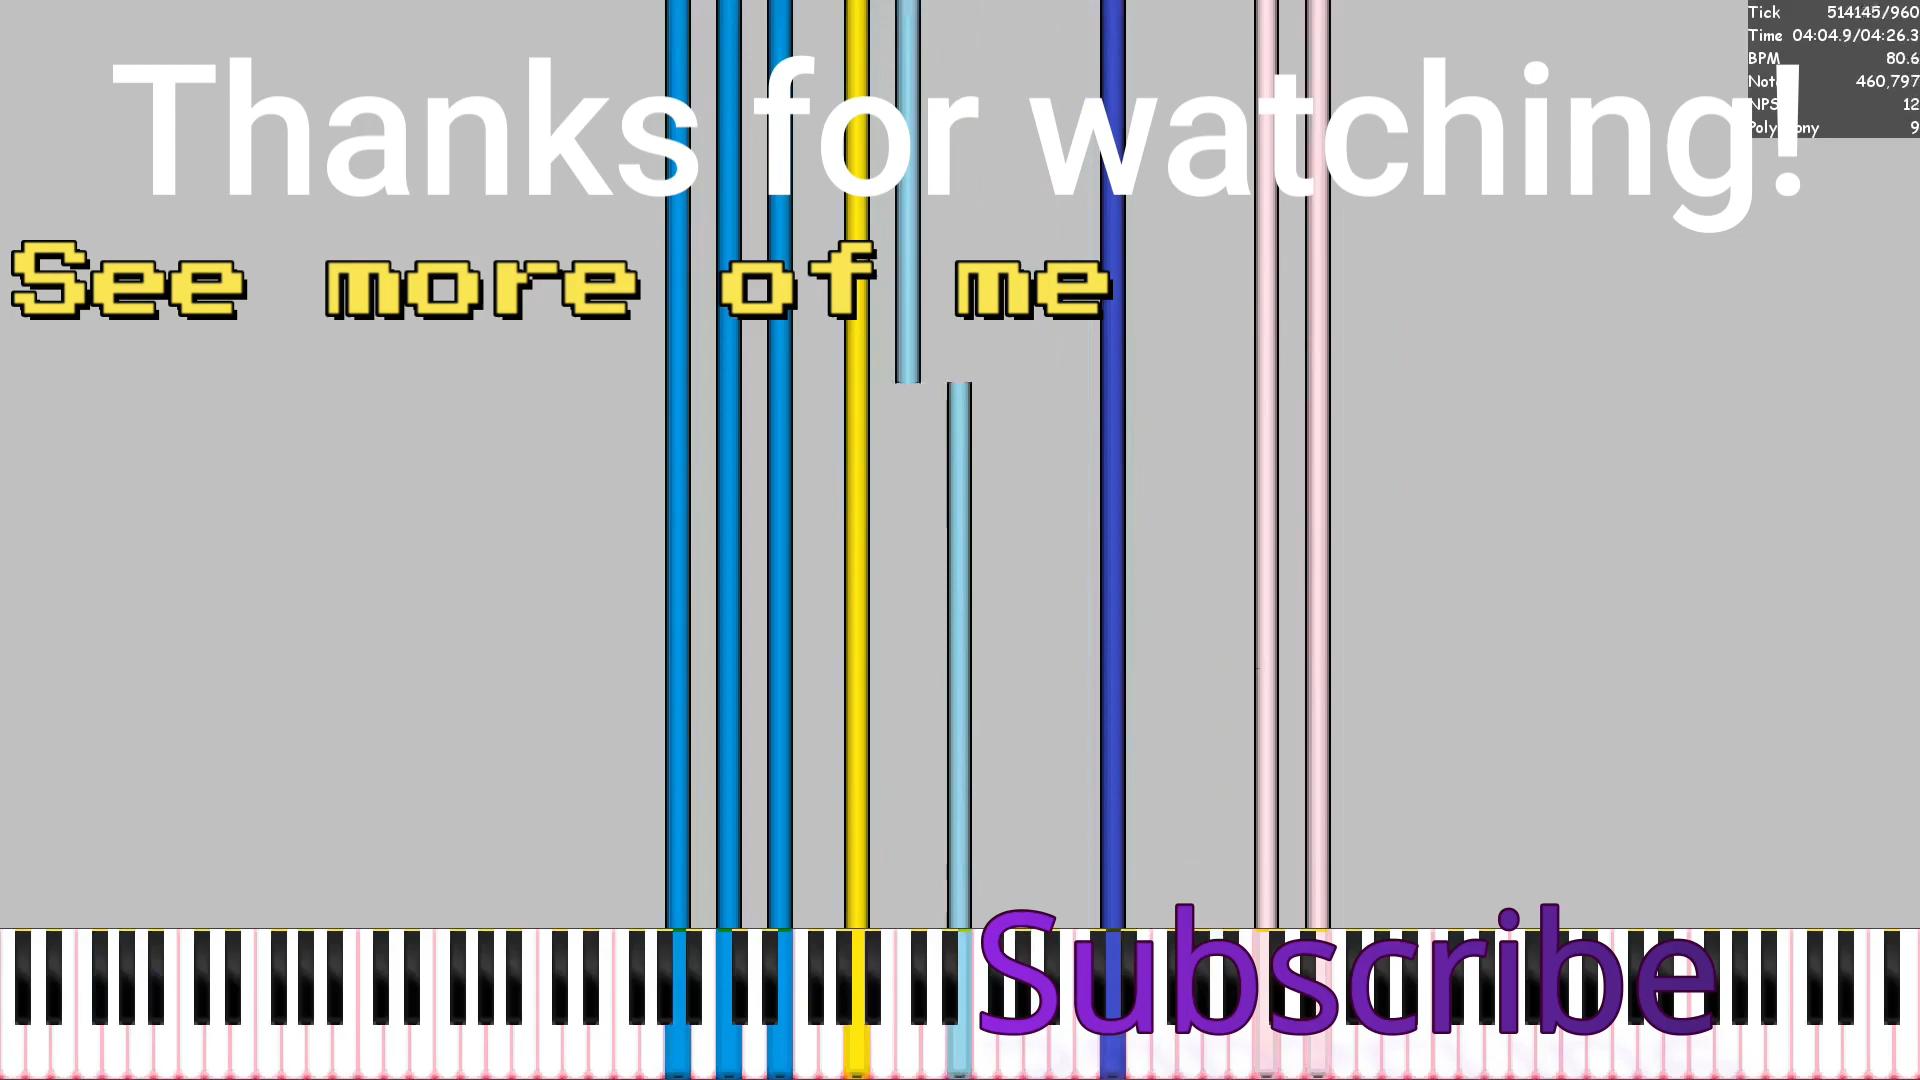 Tick 514145/960
Time 04:04.9/04:26.3
BPM 80.6
460,797
NPS 12
9
Thanks for watching!
See more of me
Subscribe